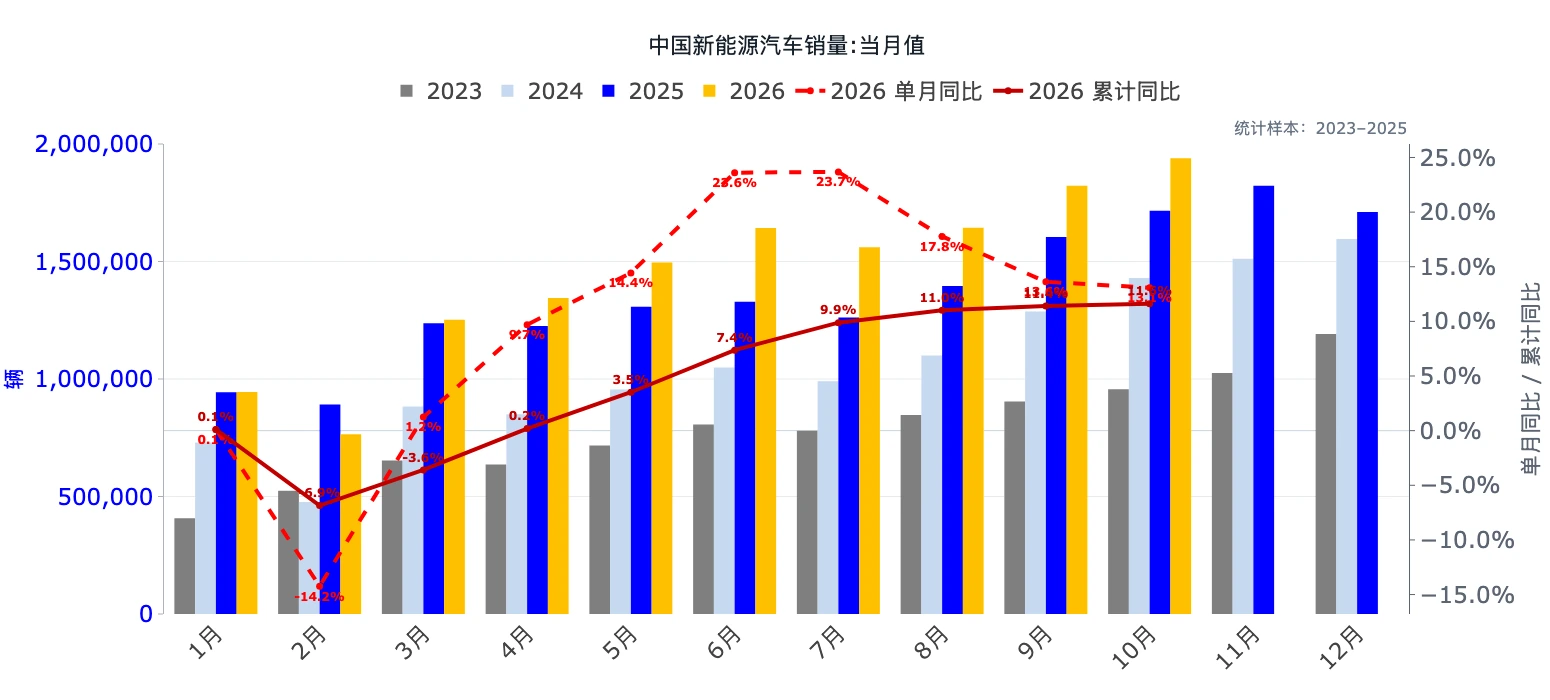 中国新能源汽车销量:当月值
2023 2024 2025 2026 2026 单月同比 2026 累计同比
统计样本：2023–2025
2,000,000
1,500,000
1,000,000
500,000
0
辆
25.0%
20.0%
15.0%
10.0%
5.0%
0.0%
−5.0%
−10.0%
−15.0%
单月同比 / 累计同比
0.1%
-14.2%
1.2%
9.7%
14.4%
23.6%
23.7%
17.8%
13.1%
0.1%
-6.9%
-3.6%
0.2%
3.5%
7.4%
9.9%
11.0%
1月
2月
3月
4月
5月
6月
7月
8月
9月
10月
11月
12月